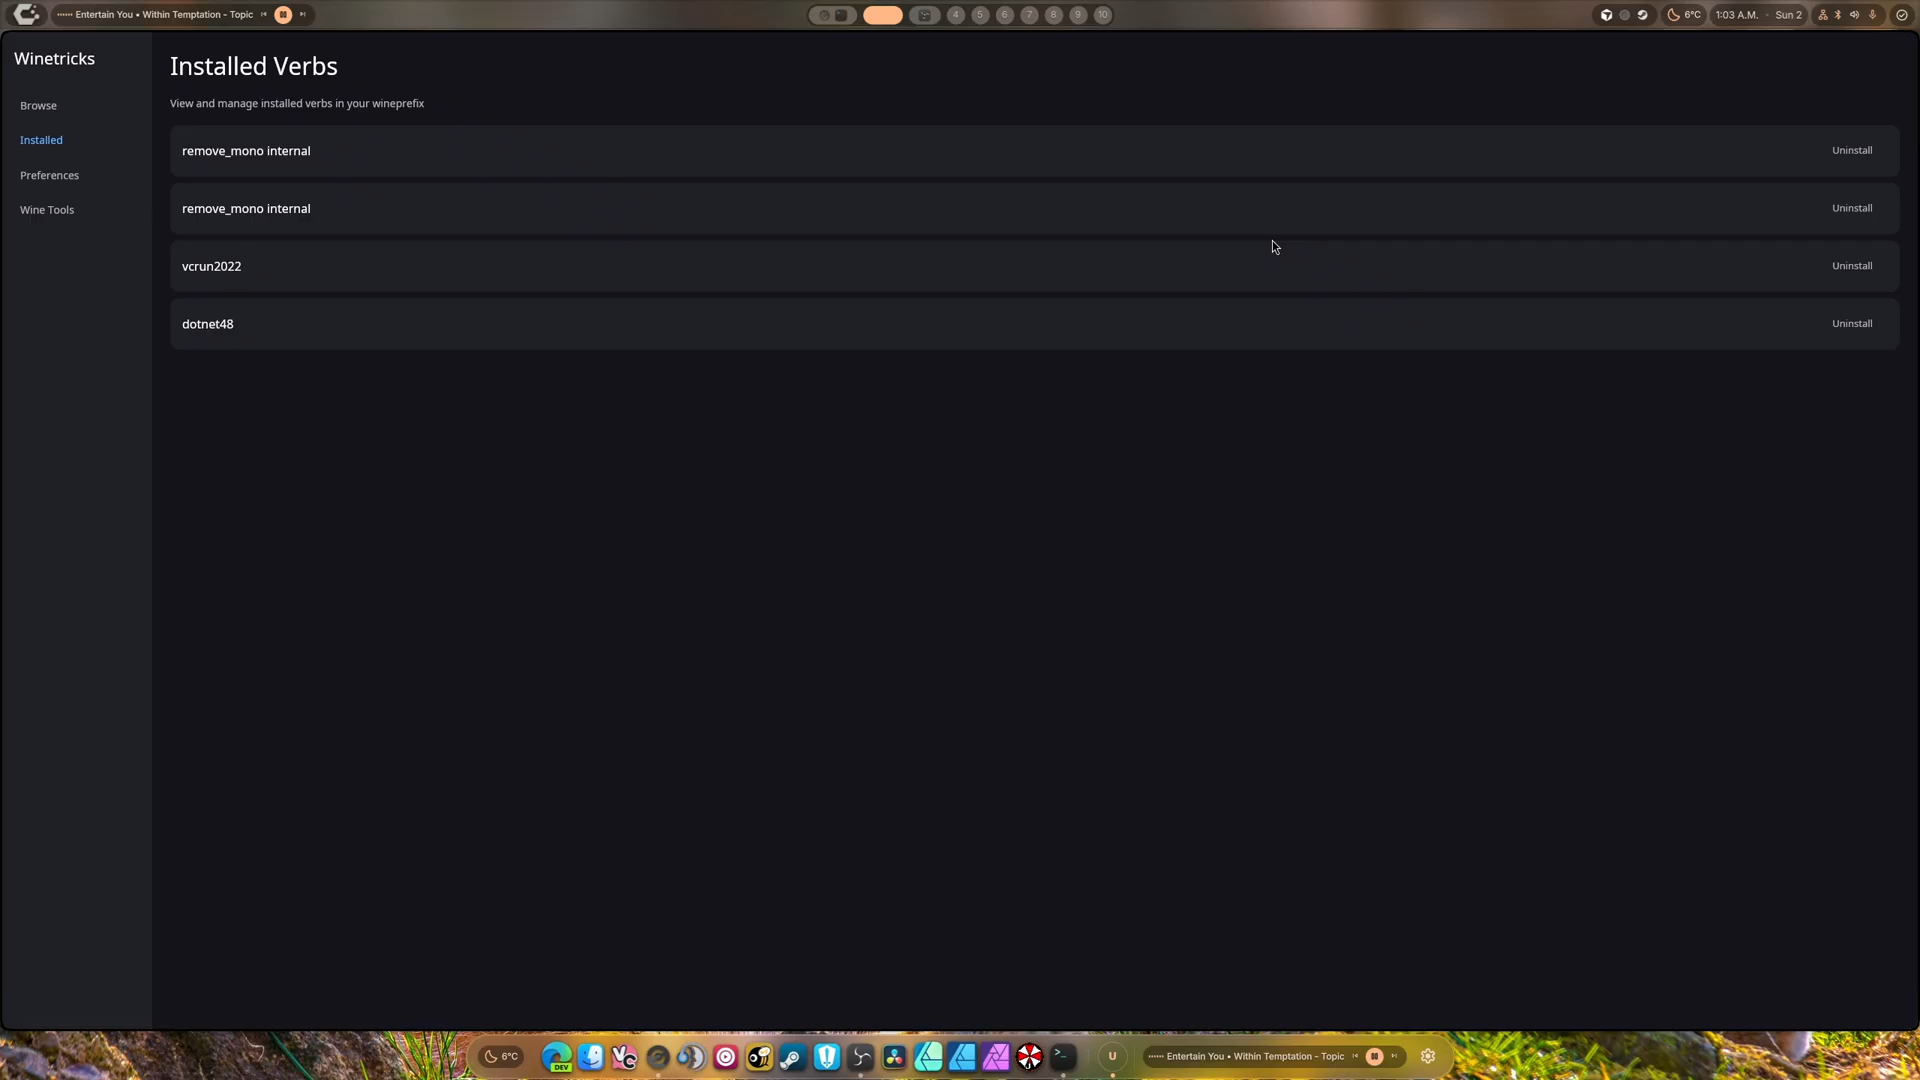 Entertain You • Within Temptation - Topic
4 5 6 7 8 9 10
6°C
1:03 A.M. · Sun 2
Winetricks
Browse
Installed
Preferences
Wine Tools
Installed Verbs
View and manage installed verbs in your wineprefix
remove_mono internal Uninstall
remove_mono internal Uninstall
vcrun2022 Uninstall
dotnet48 Uninstall
6°C
DEV
U
Entertain You • Within Temptation - Topic